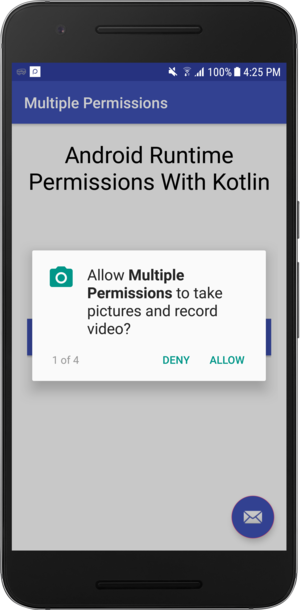 100% 4:25 PM
Multiple Permissions
Android Runtime
Permissions With Kotlin
Allow Multiple
Permissions to take
pictures and record
video?
1 of 4 DENY ALLOW